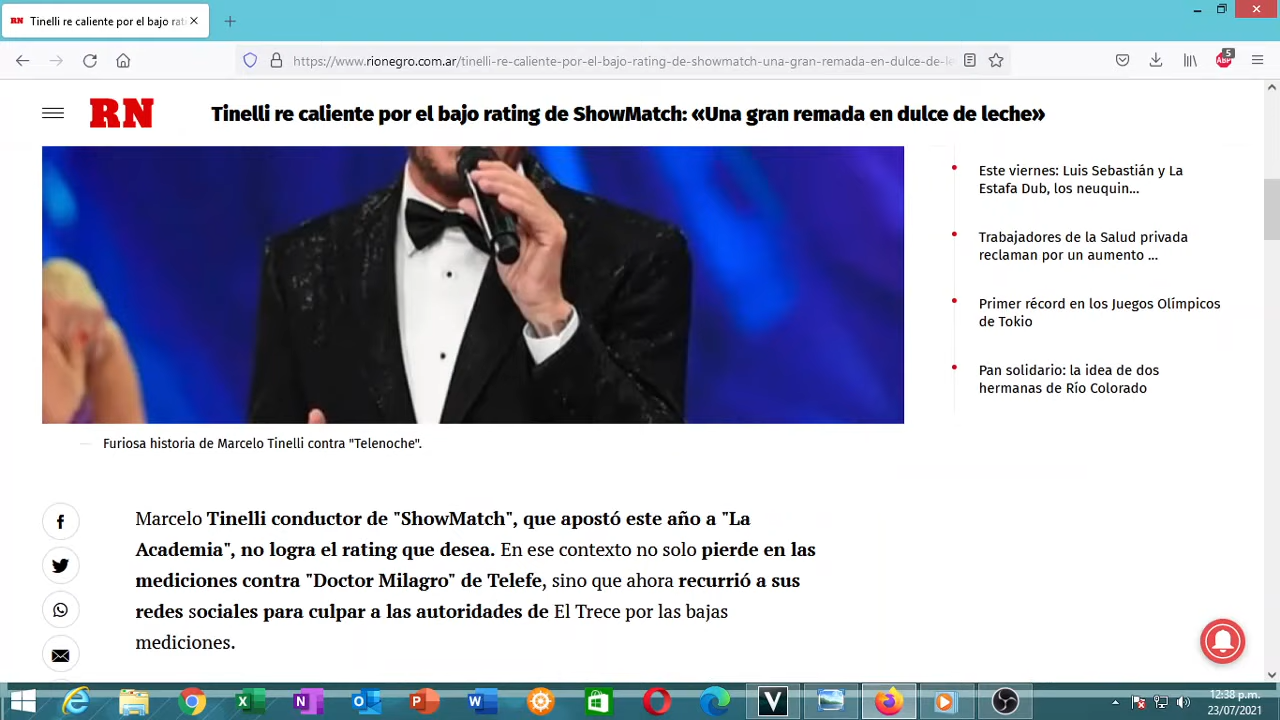 RN Tinelli re caliente por el bajo rati
https://www.rionegro.com.ar/tinelli-re-caliente-por-el-bajo-rating-de-showmatch-una-gran-remada-en-dulce-de-le
5
ABP
RN
Tinelli re caliente por el bajo rating de ShowMatch: «Una gran remada en dulce de leche»
Este viernes: Luis Sebastián y La
Estafa Dub, los neuquin...
Trabajadores de la Salud privada
reclaman por un aumento ...
Primer récord en los Juegos Olímpicos
de Tokio
Pan solidario: la idea de dos
hermanas de Río Colorado
Furiosa historia de Marcelo Tinelli contra "Telenoche".
Marcelo Tinelli conductor de "ShowMatch", que apostó este año a "La
Academia", no logra el rating que desea. En ese contexto no solo pierde en las
mediciones contra "Doctor Milagro" de Telefe, sino que ahora recurrió a sus
redes sociales para culpar a las autoridades de El Trece por las bajas
mediciones.
12:38 p.m.
23/07/2021